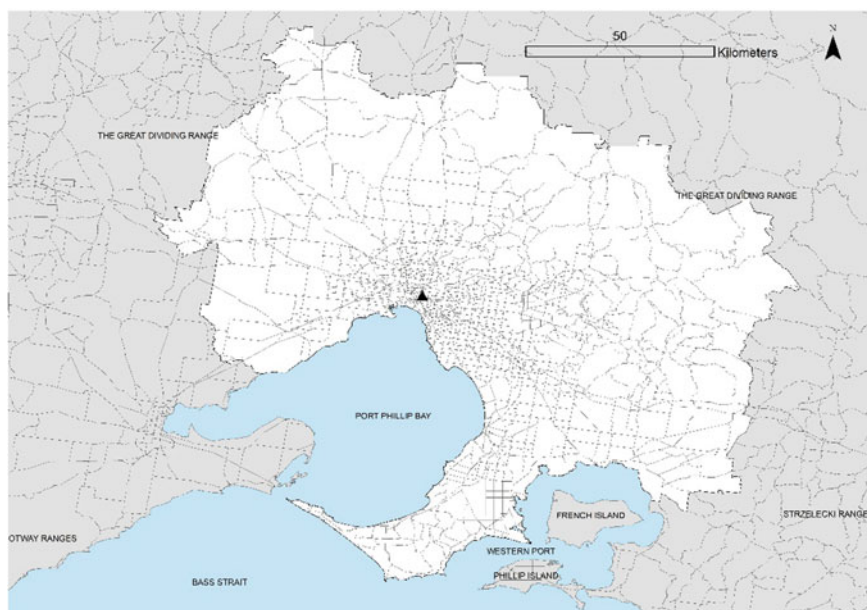 50
Kilometers
N
THE GREAT DIVIDING RANGE
THE GREAT DIVIDING RANGE
PORT PHILLIP BAY
FRENCH ISLAND
STRZELECKI RANGE
OTWAY RANGES
WESTERN PORT
PHILLIP ISLAND
BASS STRAIT